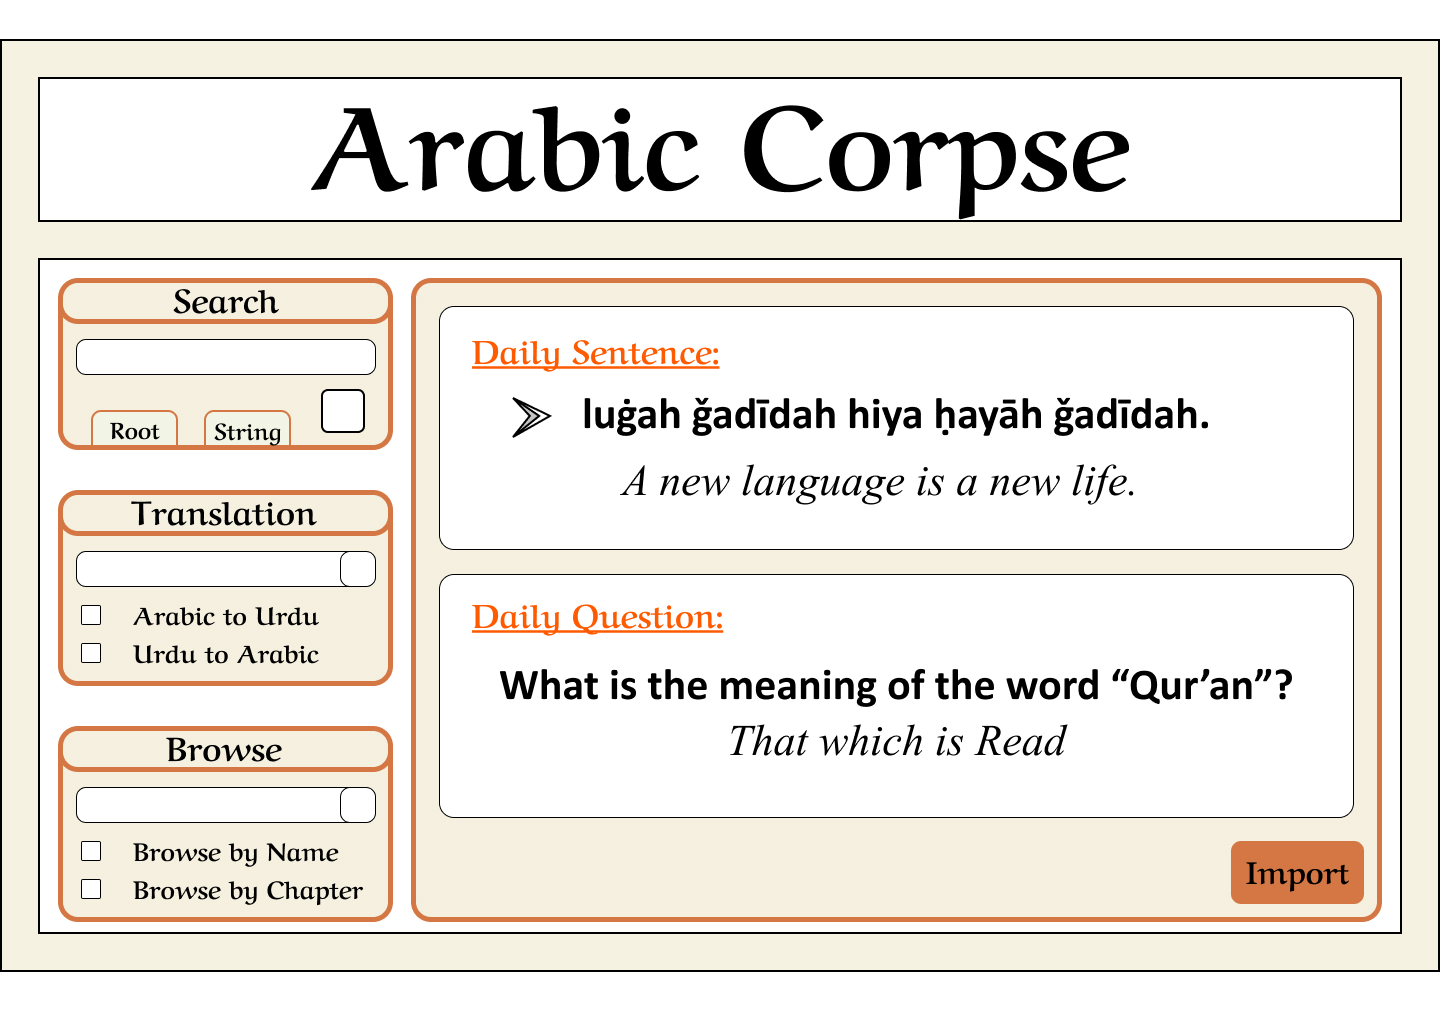 Arabic Corpse
Search
Root
String
Translation
Arabic to Urdu
Urdu to Arabic
Browse
Browse by Name
Browse by Chapter
Daily Sentence:
luġah ğadīdah hiya ḥayāh ğadīdah.
A new language is a new life.
Daily Question:
What is the meaning of the word “Qur’an”?
That which is Read
Import